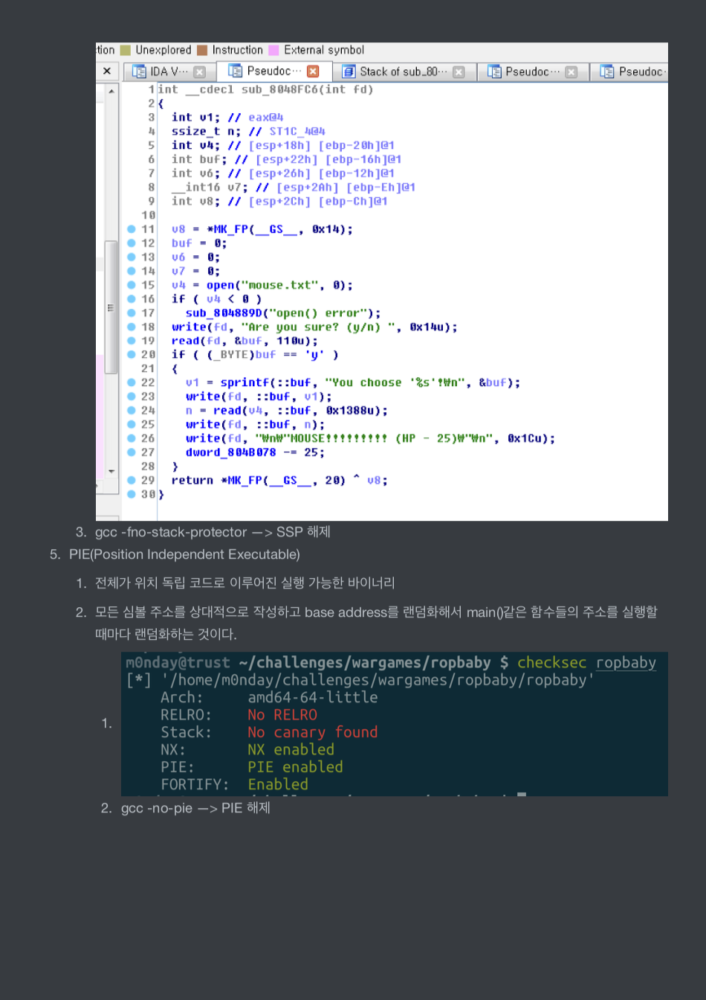 tion Unexplored Instruction External symbol
IDA V··· Pseudoc··· Stack of sub_80··· Pseudoc··· Pseudoc
1 int __cdecl sub_8048FC6(int fd)
2 {
3 int v1; // eax@4
4 ssize_t n; // ST1C_4@4
5 int v4; // [esp+18h] [ebp-20h]@1
6 int buf; // [esp+22h] [ebp-16h]@1
7 int v6; // [esp+26h] [ebp-12h]@1
8 __int16 v7; // [esp+2Ah] [ebp-Eh]@1
9 int v8; // [esp+2Ch] [ebp-Ch]@1
10
11 v8 = *MK_FP(__GS__, 0x14);
12 buf = 0;
13 v6 = 0;
14 v7 = 0;
15 v4 = open("mouse.txt", 0);
16 if ( v4 < 0 )
17 sub_804889D("open() error");
18 write(fd, "Are you sure? (y/n) ", 0x14u);
19 read(fd, &buf, 110u);
20 if ( (_BYTE)buf == 'y' )
21 {
22 v1 = sprintf(::buf, "You choose '%s'!₩n", &buf);
23 write(fd, ::buf, v1);
24 n = read(v4, ::buf, 0x1388u);
25 write(fd, ::buf, n);
26 write(fd, "₩n₩"MOUSE!!!!!!!!! (HP - 25)₩"₩n", 0x1Cu);
27 dword_804B078 -= 25;
28 }
29 return *MK_FP(__GS__, 20) ^ v8;
30 }
3. gcc -fno-stack-protector —> SSP 해제
5. PIE(Position Independent Executable)
1. 전체가 위치 독립 코드로 이루어진 실행 가능한 바이너리
2. 모든 심볼 주소를 상대적으로 작성하고 base address를 랜덤화해서 main()같은 함수들의 주소를 실행할
때마다 랜덤화하는 것이다.
1.
m0nday@trust ~/challenges/wargames/ropbaby $ checksec ropbaby
[*] '/home/m0nday/challenges/wargames/ropbaby/ropbaby'
Arch: amd64-64-little
RELRO: No RELRO
Stack: No canary found
NX: NX enabled
PIE: PIE enabled
FORTIFY: Enabled
2. gcc -no-pie —> PIE 해제